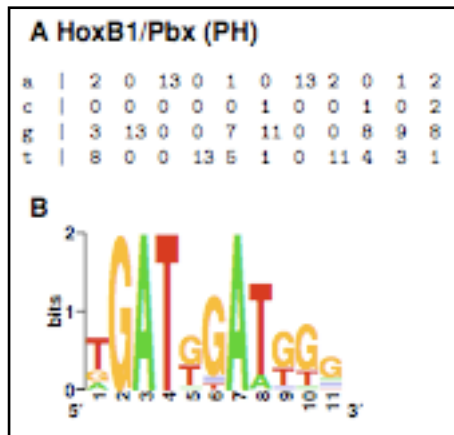 A HoxB1/Pbx (PH)
a | 2 0 13 0 1 0 13 2 0 1 2
c | 0 0 0 0 0 1 0 0 1 0 2
g | 3 13 0 0 7 11 0 0 8 9 8
t | 8 0 0 13 5 1 0 11 4 3 1
B
2
bits
1
0
T G A T G G A T G G G
A T T A T T
1 2 3 4 5 6 7 8 9 10 11
5′ 3′